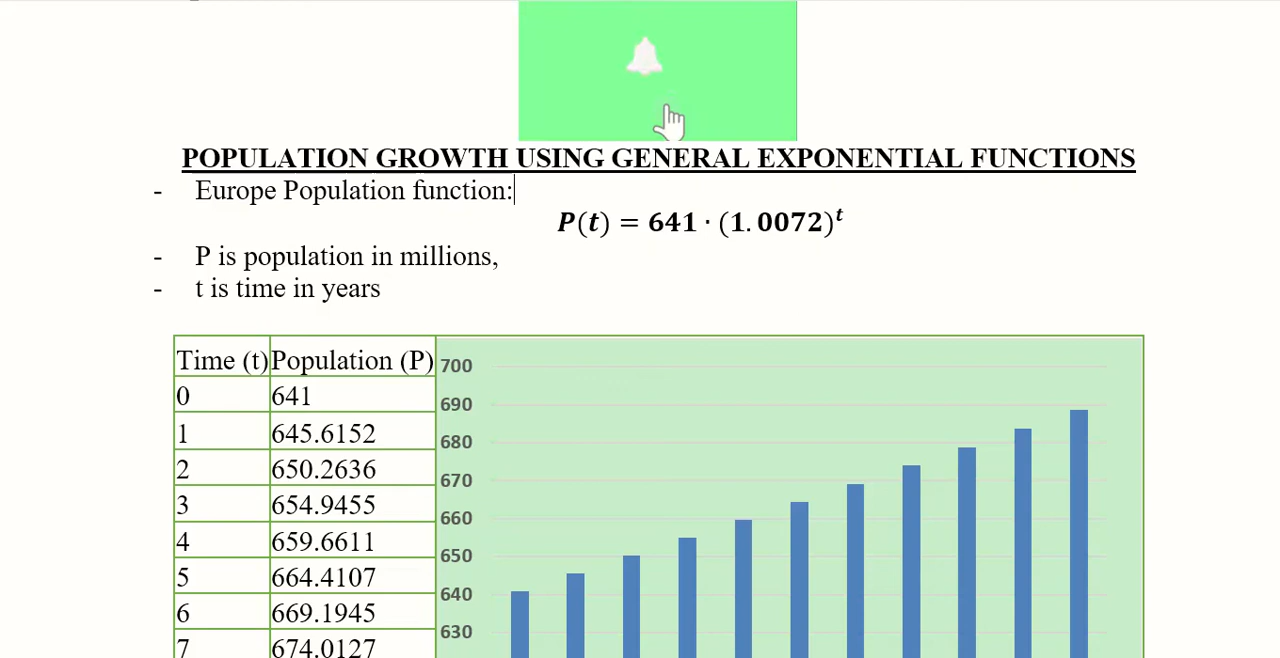 POPULATION GROWTH USING GENERAL EXPONENTIAL FUNCTIONS
- Europe Population function:
P(t) = 641 · (1.0072)^t
- P is population in millions,
- t is time in years
Time (t) Population (P)
0 641
1 645.6152
2 650.2636
3 654.9455
4 659.6611
5 664.4107
6 669.1945
7 674.0127
700
690
680
670
660
650
640
630